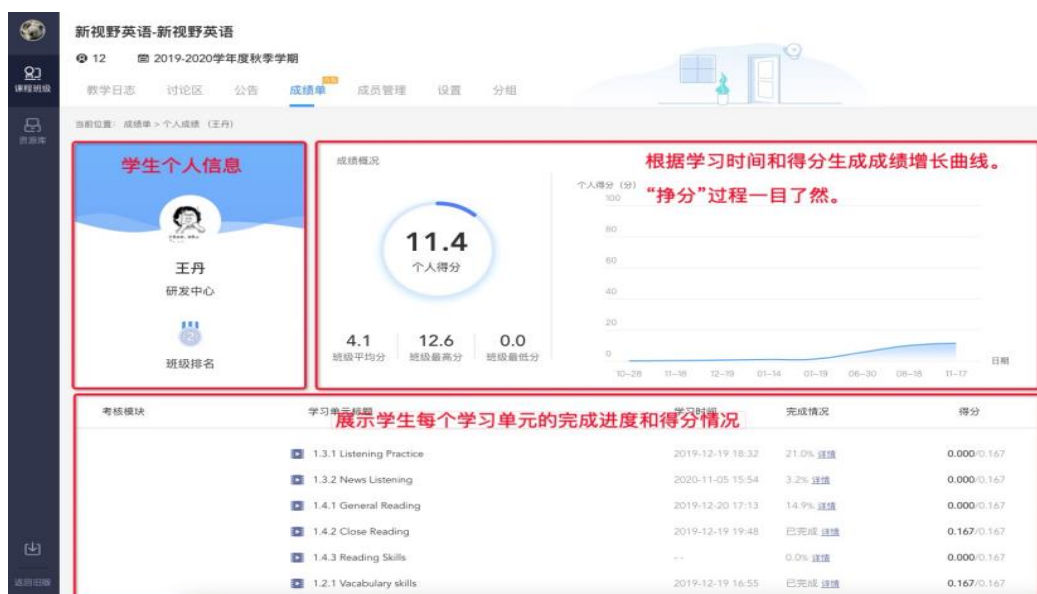 新视野英语-新视野英语
12 2019-2020学年度秋季学期
课程班级
教学日志 讨论区 公告 成绩单 成员管理 设置 分组
资源库
当前位置: 成绩单 > 个人成绩 (王丹)
学生个人信息
王丹
研发中心
2
班级排名
成绩概况
11.4
个人得分
4.1 12.6 0.0
班级平均分 班级最高分 班级最低分
根据学习时间和得分生成成绩增长曲线。
“挣分”过程一目了然。
个人得分 (分)
100
80
60
40
20
0
日期
10-28 11-18 12-19 01-14 01-19 06-30 08-18 11-17
考核模块 学习单元标题 学习时间 完成情况 得分
展示学生每个学习单元的完成进度和得分情况
1.3.1 Listening Practice 2019-12-19 18:32 21.0% 详情 0.000/0.167
1.3.2 News Listening 2020-11-05 15:54 3.2% 详情 0.000/0.167
1.4.1 General Reading 2019-12-20 17:13 14.9% 详情 0.000/0.167
1.4.2 Close Reading 2019-12-19 19:48 已完成 详情 0.167/0.167
1.4.3 Reading Skills -- 0.0% 详情 0.000/0.167
1.2.1 Vacabulary skills 2019-12-19 16:55 已完成 详情 0.167/0.167
返回旧版